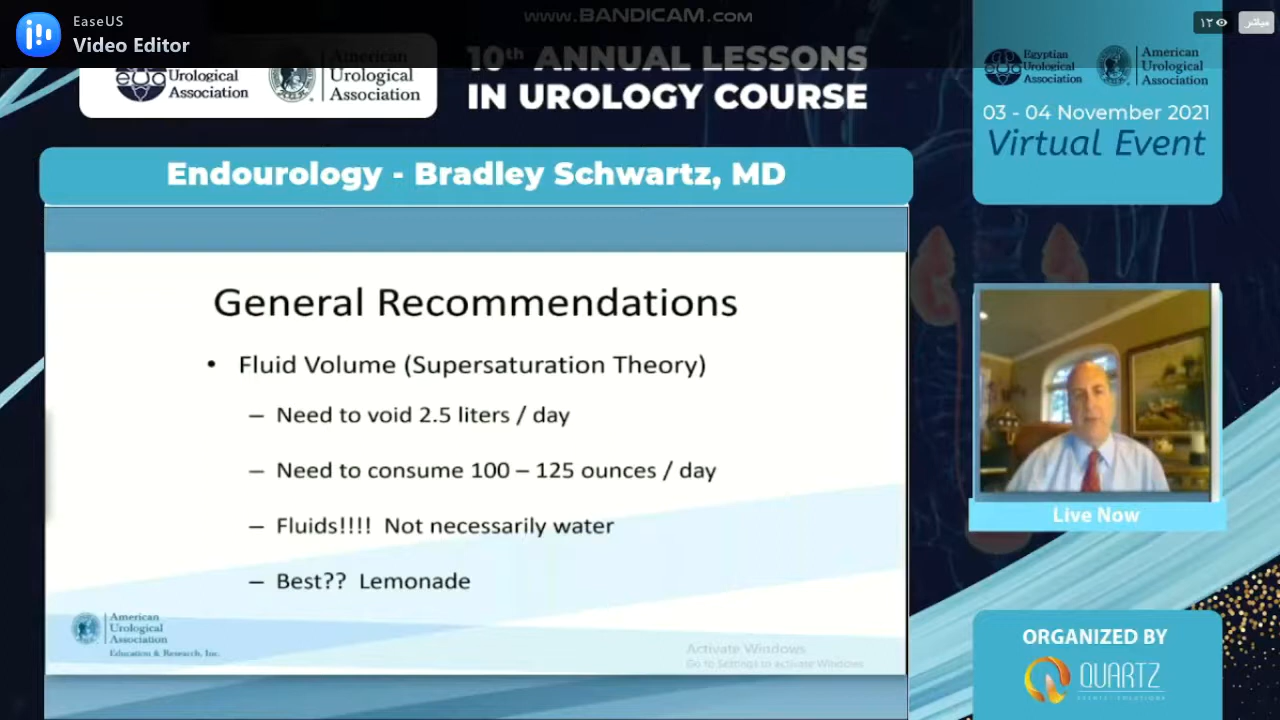 EaseUS
Video Editor
www.BANDICAM.com
١٢
مباشر
eua
Urological
Association
American
Urological
Association
10th ANNUAL LESSONS
IN UROLOGY COURSE
eua
Egyptian
Urological
Association
American
Urological
Association
03 - 04 November 2021
Virtual Event
Endourology - Bradley Schwartz, MD
General Recommendations
• Fluid Volume (Supersaturation Theory)
– Need to void 2.5 liters / day
– Need to consume 100 – 125 ounces / day
– Fluids!!!! Not necessarily water
– Best?? Lemonade
American
Urological
Association
Education & Research, Inc.
Activate Windows
Go to Settings to activate Windows.
Live Now
ORGANIZED BY
QUARTZ